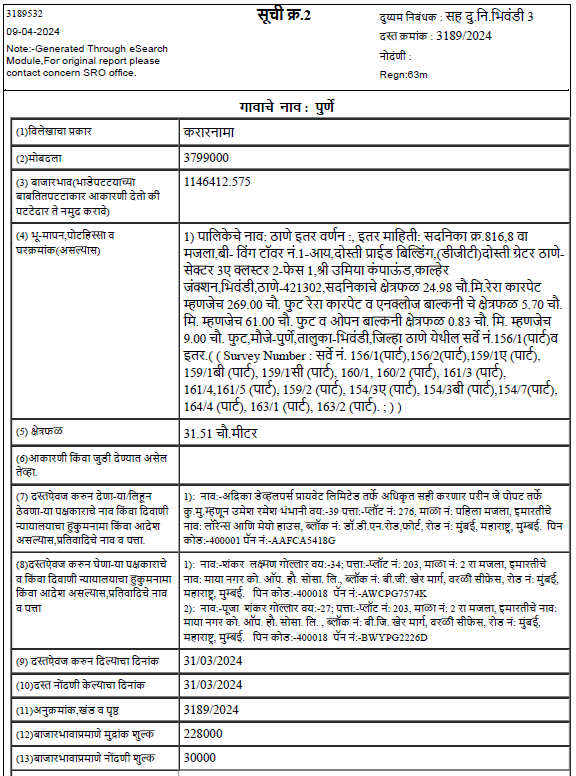 3189532
09-04-2024
Note:-Generated Through eSearch
Module,For original report please
contact concern SRO office.
सूची क्र.2
दुय्यम निबंधक : सह दु.नि.भिवंडी 3
दस्त क्रमांक : 3189/2024
नोदंणी :
Regn:63m
गावाचे नाव : पुर्णे
(1)विलेखाचा प्रकार
करारनामा
(2)मोबदला
3799000
(3) बाजारभाव(भाडेपटटयाच्या
बाबतितपटटाकार आकारणी देतो की
पटटेदार ते नमुद करावे)
1146412.575
(4) भू-मापन,पोटहिस्सा व
घरक्रमांक(असल्यास)
1) पालिकेचे नाव: ठाणे इतर वर्णन :, इतर माहिती: सदनिका क्र.816,8 वा
मजला,बी- विंग टॉवर नं.1-आय,दोस्ती प्राईड बिल्डिंग,(डीजीटी)दोस्ती ग्रेटर ठाणे-
सेक्टर 3ए क्लस्टर 2-फेस 1,श्री उमिया कंपाऊंड,काल्हेर
जंक्शन,भिवंडी,ठाणे-421302,सदनिकाचे क्षेत्रफळ 24.98 चौ.मि.रेरा कारपेट
म्हणजेच 269.00 चौ. फुट रेरा कारपेट व एनक्लोज बाल्कनी चे क्षेत्रफळ 5.70 चौ.
मि. म्हणजेच 61.00 चौ. फुट व ओपन बाल्कनी क्षेत्रफळ 0.83 चौ. मि. म्हणजेच
9.00 चौ. फुट,मौजे-पुर्णे,तालुका-भिवंडी,जिल्हा ठाणे येथील सर्वे नं.156/1(पार्ट)व
इतर.( ( Survey Number : सर्वे नं. 156/1(पार्ट),156/2(पार्ट),159/1ए (पार्ट),
159/1बी (पार्ट), 159/1सी (पार्ट), 160/1, 160/2 (पार्ट), 161/3 (पार्ट),
161/4,161/5 (पार्ट), 159/2 (पार्ट), 154/3ए (पार्ट), 154/3बी (पार्ट),154/7(पार्ट),
164/4 (पार्ट), 163/1 (पार्ट), 163/2 (पार्ट). ; ) )
(5) क्षेत्रफळ
31.51 चौ.मीटर
(6)आकारणी किंवा जुडी देण्यात असेल
तेव्हा.
(7) दस्तऐवज करुन देणा-या/लिहून
ठेवणा-या पक्षकाराचे नाव किंवा दिवाणी
न्यायालयाचा हुकुमनामा किंवा आदेश
असल्यास,प्रतिवादिचे नाव व पत्ता.
1): नाव:-अद्रिका डेव्हलपर्स प्रायवेट लिमिटेड तर्फे अधिकृत सही करणार परीन जे पोपट तर्फे
कु.मु.म्हणून उमेश रमेश भंभानी वय:-39 पत्ता:-प्लॉट नं: 276, माळा नं: पहिला मजला, इमारतीचे
नाव: लॉरेन्स आणि मेयो हाउस, ब्लॉक नं: डॉ.डी.एन.रोड,फोर्ट, रोड नं: मुंबई, महाराष्ट्र, मुम्बई. पिन
कोड:-400001 पॅन नं:-AAFCA5418G
(8)दस्तऐवज करुन घेणा-या पक्षकाराचे
व किंवा दिवाणी न्यायालयाचा हुकुमनामा
किंवा आदेश असल्यास,प्रतिवादिचे नाव
व पत्ता
1): नाव:-शंकर लक्ष्मण गोल्लार वय:-34; पत्ता:-प्लॉट नं: 203, माळा नं: 2 रा मजला, इमारतीचे
नाव: माया नगर को. ऑप. हौ. सोसा. लि., ब्लॉक नं: बी.जी. खेर मार्ग, वरळी सीफेस, रोड नं: मुंबई,
महाराष्ट्र, मुम्बई. पिन कोड:-400018 पॅन नं:-AWCPG7574K
2): नाव:-पूजा शंकर गोल्लार वय:-27; पत्ता:-प्लॉट नं: 203, माळा नं: 2 रा मजला, इमारतीचे नाव:
माया नगर को. ऑप. हौ. सोसा. लि. , ब्लॉक नं: बी.जि. खेर मार्ग, वरळी सीफेस, रोड नं: मुंबई,
महाराष्ट्र, मुम्बई. पिन कोड:-400018 पॅन नं:-BWYPG2226D
(9) दस्तऐवज करुन दिल्याचा दिनांक
31/03/2024
(10)दस्त नोंदणी केल्याचा दिनांक
31/03/2024
(11)अनुक्रमांक,खंड व पृष्ठ
3189/2024
(12)बाजारभावाप्रमाणे मुद्रांक शुल्क
228000
(13)बाजारभावाप्रमाणे नोंदणी शुल्क
30000